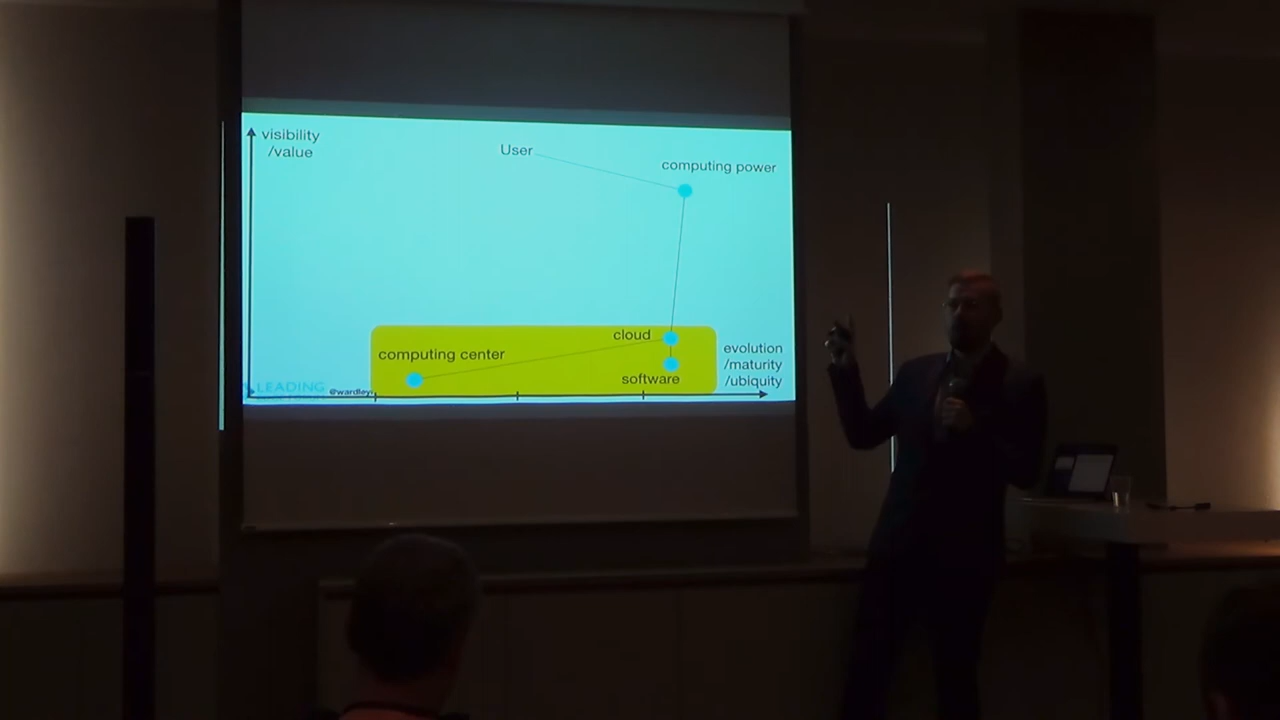 visibility
/value
User
computing power
cloud
computing center
software
evolution
/maturity
/ubiquity
LEADING
@wardley